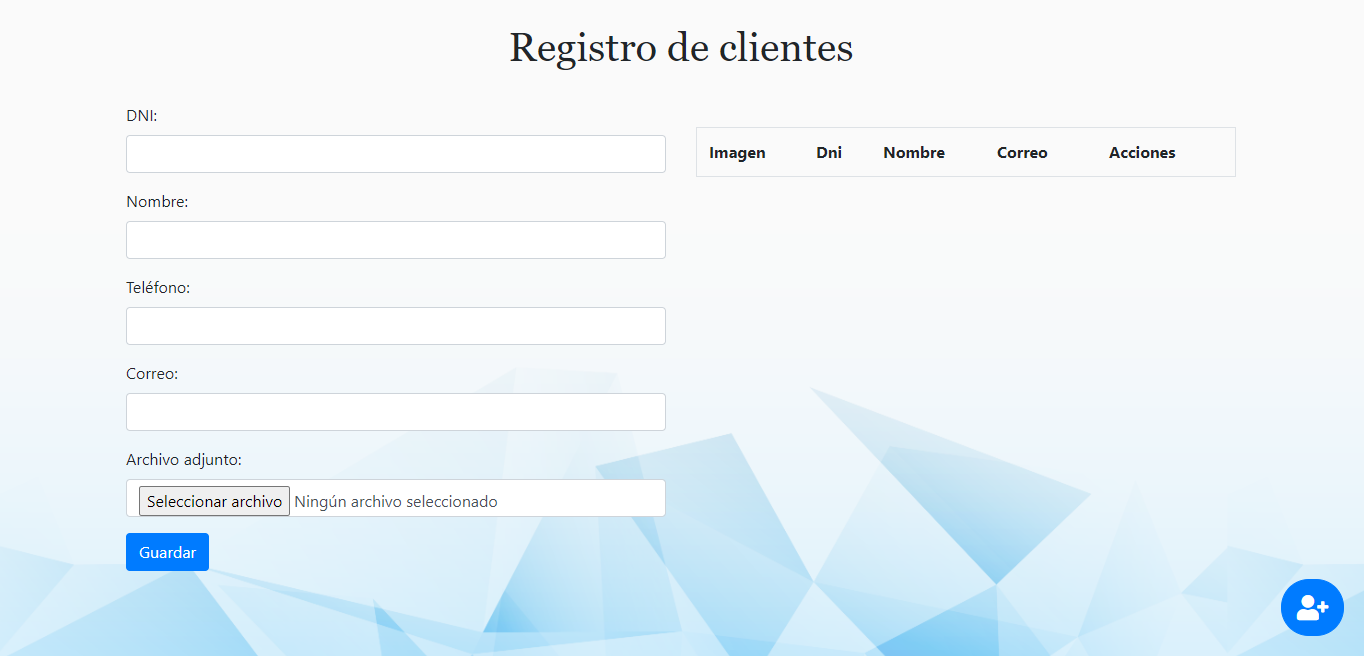 Registro de clientes
DNI:
Nombre:
Teléfono:
Correo:
Archivo adjunto:
Seleccionar archivo Ningún archivo seleccionado
Guardar
Imagen Dni Nombre Correo Acciones